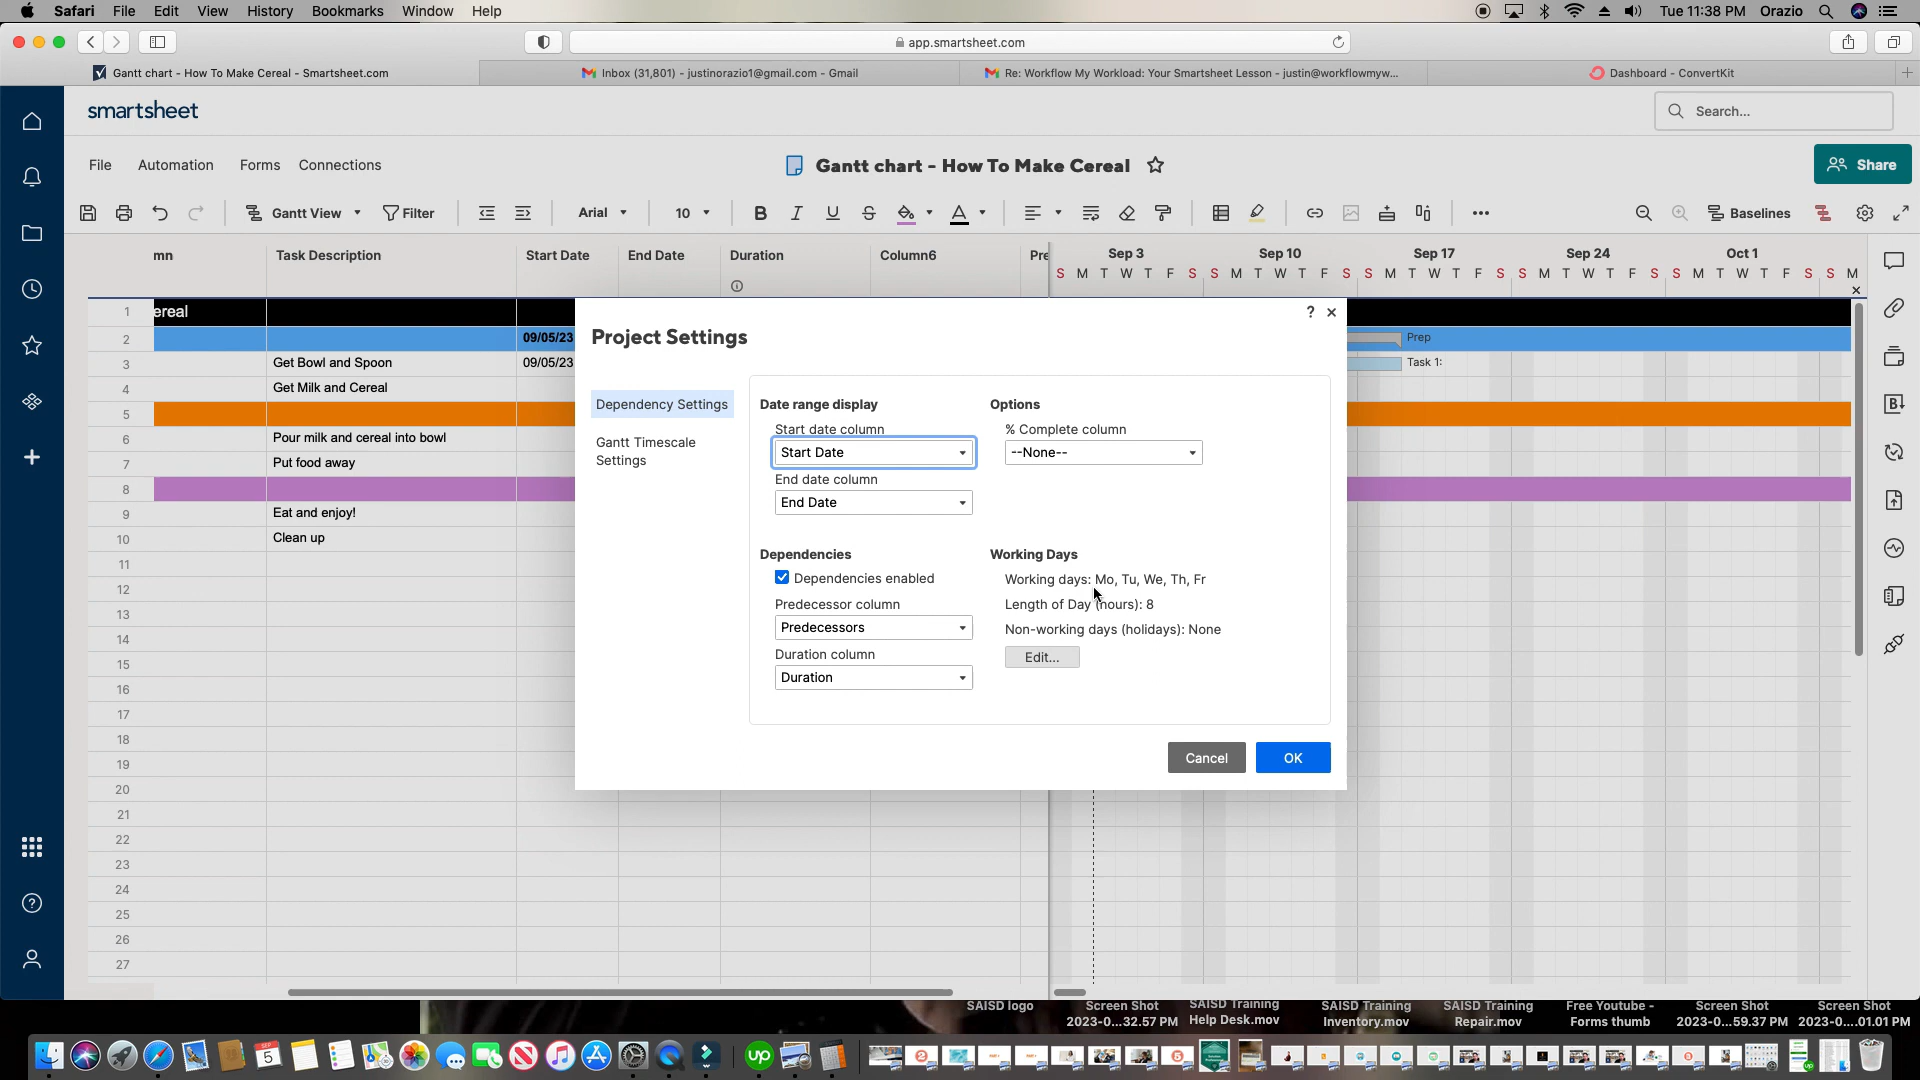 Safari File Edit View History Bookmarks Window Help Tue 11:38 PM Orazio
app.smartsheet.com
Gantt chart - How To Make Cereal - Smartsheet.com Inbox (31,801) - justinorazio1@gmail.com - Gmail Re: Workflow My Workload: Your Smartsheet Lesson - justin@workflowmyw... Dashboard - ConvertKit
smartsheet Search...
File Automation Forms Connections Gantt chart - How To Make Cereal Share
Gantt View Filter Arial 10 B I U S A Baselines
mn Task Description Start Date End Date Duration Column6 Pre
Sep 3 Sep 10 Sep 17 Sep 24 Oct 1
S M T W T F S S M T W T F S S M T W T F S S M T W T F S S M T W T F S S M
1 ereal
2 09/05/23 Prep
3 Get Bowl and Spoon 09/05/23 Task 1:
4 Get Milk and Cereal
5
6 Pour milk and cereal into bowl
7 Put food away
8
9 Eat and enjoy!
10 Clean up
11
12
13
14
15
16
17
18
19
20
21
22
23
24
25
26
27
? ×
Project Settings
Dependency Settings
Gantt Timescale
Settings
Date range display
Start date column
Start Date
End date column
End Date
Options
% Complete column
--None--
Dependencies
Dependencies enabled
Predecessor column
Predecessors
Duration column
Duration
Working Days
Working days: Mo, Tu, We, Th, Fr
Length of Day (hours): 8
Non-working days (holidays): None
Edit...
Cancel OK
SAISD logo
Screen Shot
2023-0...32.57 PM
SAISD Training
Help Desk.mov
SAISD Training
Inventory.mov
SAISD Training
Repair.mov
Free Youtube -
Forms thumb
Screen Shot
2023-0...59.37 PM
Screen Shot
2023-0....01.01 PM
SEP
5